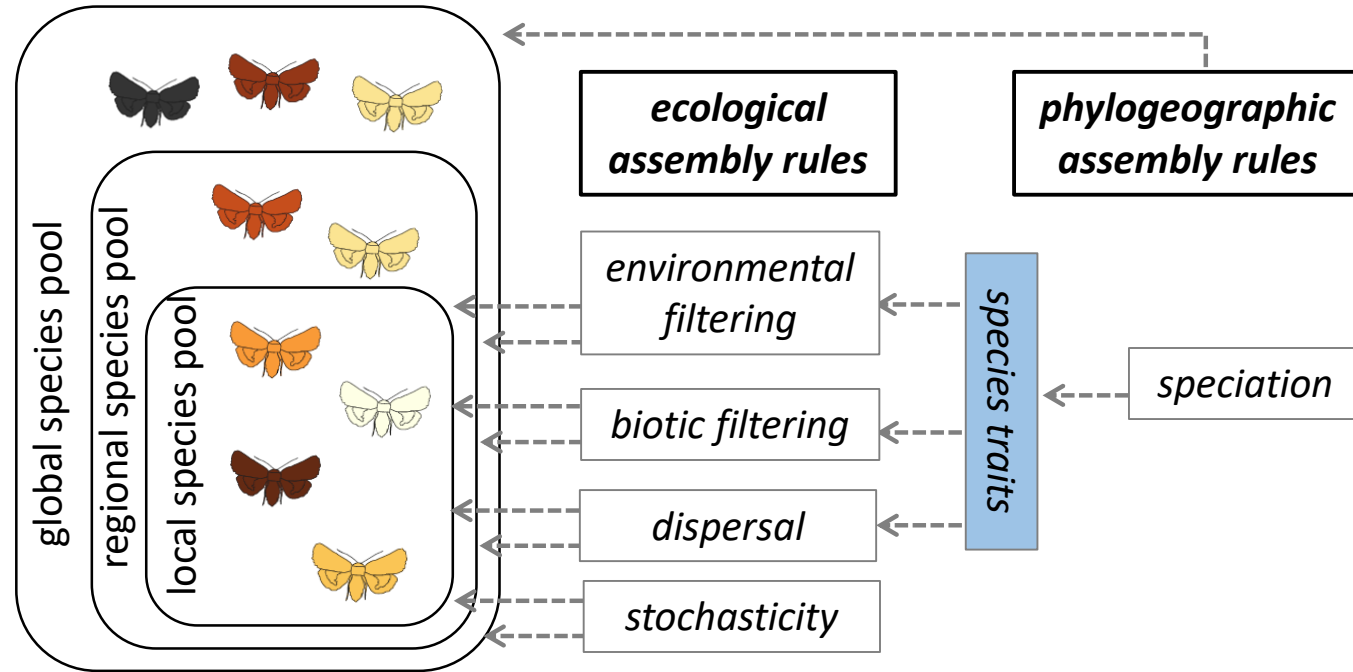 global species pool
regional species pool
local species pool
ecological
assembly rules
phylogeographic
assembly rules
environmental
filtering
biotic filtering
dispersal
stochasticity
species traits
speciation